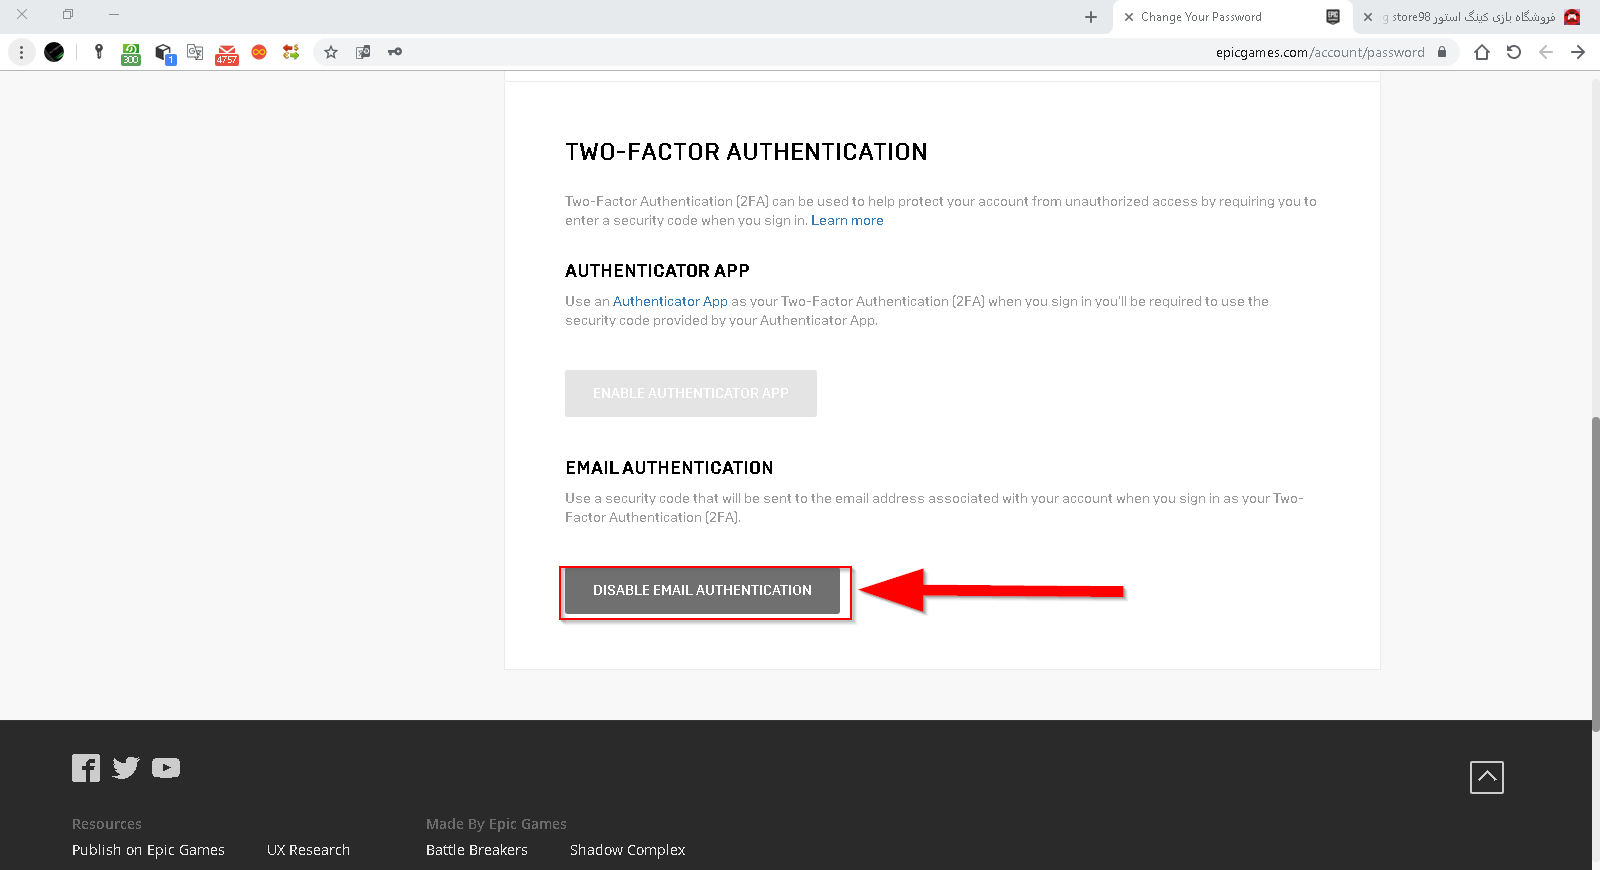 Change Your Password
EPIC
g store98 فروشگاه بازی کینگ استور
300
1
4757
epicgames.com/account/password
TWO-FACTOR AUTHENTICATION
Two-Factor Authentication (2FA) can be used to help protect your account from unauthorized access by requiring you to
enter a security code when you sign in. Learn more
AUTHENTICATOR APP
Use an Authenticator App as your Two-Factor Authentication (2FA) when you sign in you'll be required to use the
security code provided by your Authenticator App.
ENABLE AUTHENTICATOR APP
EMAIL AUTHENTICATION
Use a security code that will be sent to the email address associated with your account when you sign in as your Two-
Factor Authentication (2FA).
DISABLE EMAIL AUTHENTICATION
Resources
Made By Epic Games
Publish on Epic Games
UX Research
Battle Breakers
Shadow Complex